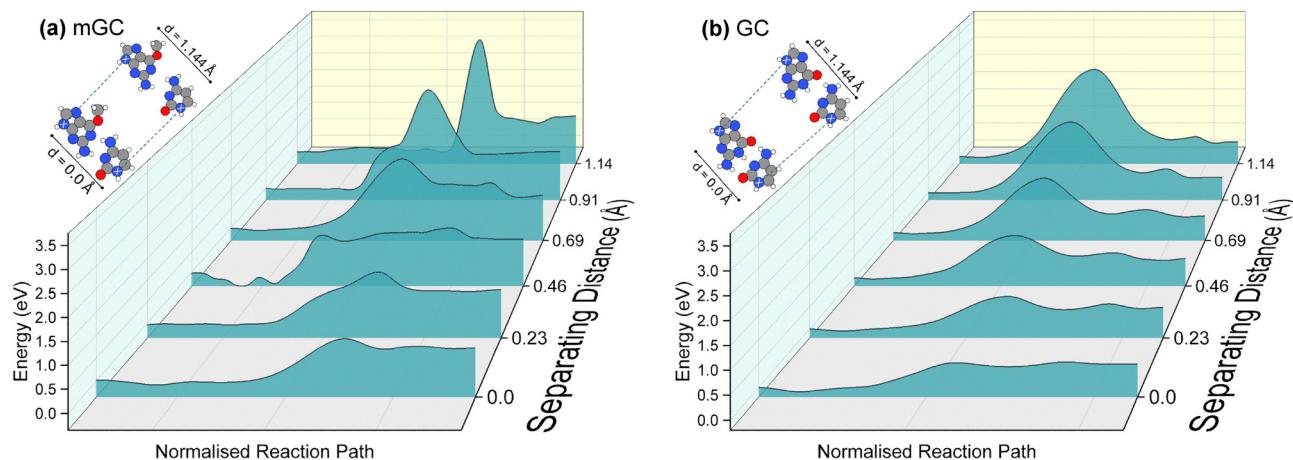 (a) mGC
d = 1.144 Å
d = 0.0 Å
3.5
3.0
2.5
2.0
1.5
1.0
0.5
0.0
Energy (eV)
Normalised Reaction Path
1.14
0.91
0.69
0.46
0.23
0.0
Separating Distance (Å)
(b) GC
d = 1.144 Å
d = 0.0 Å
3.5
3.0
2.5
2.0
1.5
1.0
0.5
0.0
Energy (eV)
Normalised Reaction Path
1.14
0.91
0.69
0.46
0.23
0.0
Separating Distance (Å)